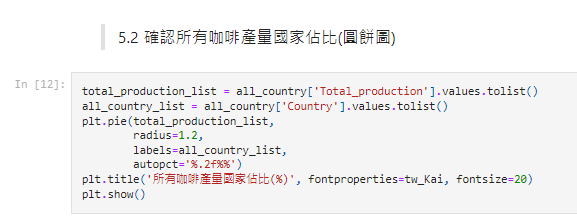 5.2 確認所有咖啡產量國家佔比(圓餅圖)
In [12]:
total_production_list = all_country['Total_production'].values.tolist()
all_country_list = all_country['Country'].values.tolist()
plt.pie(total_production_list,
        radius=1.2,
        labels=all_country_list,
        autopct='%.2f%%')
plt.title('所有咖啡產量國家佔比(%)', fontproperties=tw_Kai, fontsize=20)
plt.show()